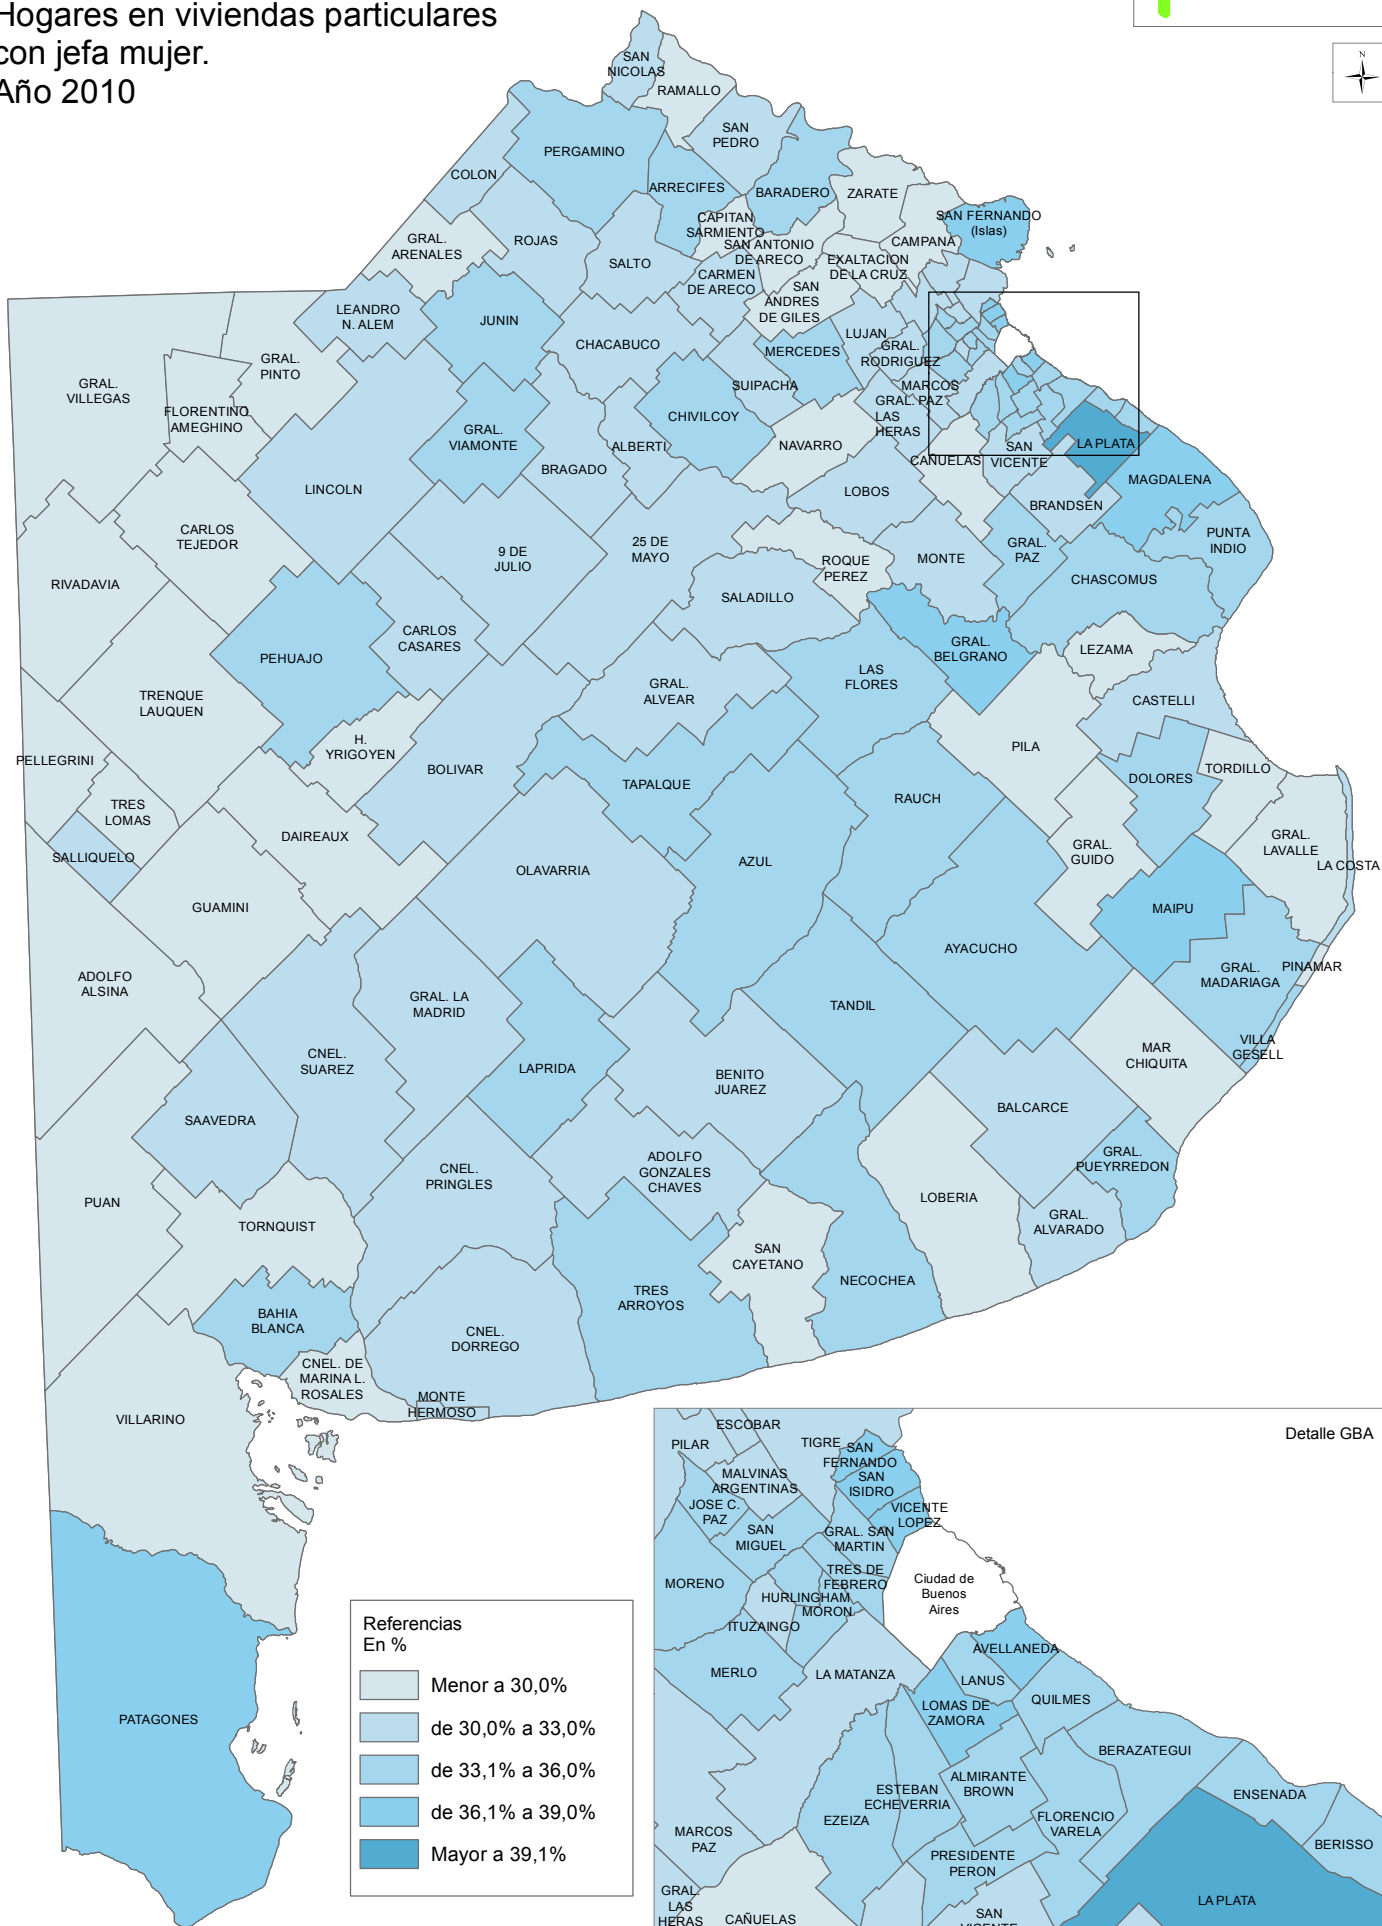 Hogares en viviendas particulares
con jefa mujer.
Año 2010
N
SAN
NICOLAS
RAMALLO
SAN
PEDRO
PERGAMINO
COLON
ARRECIFES
BARADERO
ZARATE
CAPITAN
SARMIENTO
SAN FERNANDO
(Islas)
CAMPANA
GRAL.
ARENALES
ROJAS
SALTO
SAN ANTONIO
DE ARECO
EXALTACION
DE LA CRUZ
CARMEN
DE ARECO
SAN
ANDRES
DE GILES
LEANDRO
N. ALEM
JUNIN
CHACABUCO
MERCEDES
LUJAN
GRAL.
RODRIGUEZ
GRAL.
VILLEGAS
GRAL.
PINTO
FLORENTINO
AMEGHINO
SUIPACHA
MARCOS
PAZ
GRAL.
LAS
HERAS
CHIVILCOY
GRAL.
VIAMONTE
ALBERTI
NAVARRO
BRAGADO
LA PLATA
SAN
VICENTE
CAÑUELAS
MAGDALENA
LINCOLN
LOBOS
BRANDSEN
CARLOS
TEJEDOR
9 DE
JULIO
25 DE
MAYO
PUNTA
INDIO
GRAL.
PAZ
ROQUE
PEREZ
MONTE
CHASCOMUS
RIVADAVIA
SALADILLO
CARLOS
CASARES
PEHUAJO
GRAL.
BELGRANO
LEZAMA
LAS
FLORES
GRAL.
ALVEAR
TRENQUE
LAUQUEN
CASTELLI
H.
YRIGOYEN
PILA
PELLEGRINI
BOLIVAR
TAPALQUE
DOLORES
TORDILLO
TRES
LOMAS
RAUCH
DAIREAUX
GRAL.
LAVALLE
GRAL.
GUIDO
LA COSTA
SALLIQUELO
AZUL
OLAVARRIA
GUAMINI
MAIPU
AYACUCHO
PINAMAR
GRAL.
MADARIAGA
ADOLFO
ALSINA
GRAL. LA
MADRID
TANDIL
VILLA
GESELL
MAR
CHIQUITA
CNEL.
SUAREZ
LAPRIDA
BENITO
JUAREZ
BALCARCE
SAAVEDRA
GRAL.
PUEYRREDON
ADOLFO
GONZALES
CHAVES
CNEL.
PRINGLES
PUAN
LOBERIA
GRAL.
ALVARADO
TORNQUIST
SAN
CAYETANO
NECOCHEA
TRES
ARROYOS
BAHIA
BLANCA
CNEL.
DORREGO
CNEL. DE
MARINA L.
ROSALES
MONTE
HERMOSO
VILLARINO
PATAGONES
Referencias
En %
Menor a 30,0%
de 30,0% a 33,0%
de 33,1% a 36,0%
de 36,1% a 39,0%
Mayor a 39,1%
Detalle GBA
ESCOBAR
PILAR
TIGRE
SAN
FERNANDO
SAN
ISIDRO
MALVINAS
ARGENTINAS
JOSE C.
PAZ
VICENTE
LOPEZ
SAN
MIGUEL
GRAL. SAN
MARTIN
TRES DE
FEBRERO
MORENO
HURLINGHAM
MORON
Ciudad de
Buenos
Aires
ITUZAINGO
MERLO
LA MATANZA
AVELLANEDA
LANUS
LOMAS DE
ZAMORA
QUILMES
BERAZATEGUI
ESTEBAN
ECHEVERRIA
ALMIRANTE
BROWN
ENSENADA
EZEIZA
FLORENCIO
VARELA
BERISSO
MARCOS
PAZ
PRESIDENTE
PERON
GRAL.
LAS
HERAS
CAÑUELAS
LA PLATA
SAN
VICENTE